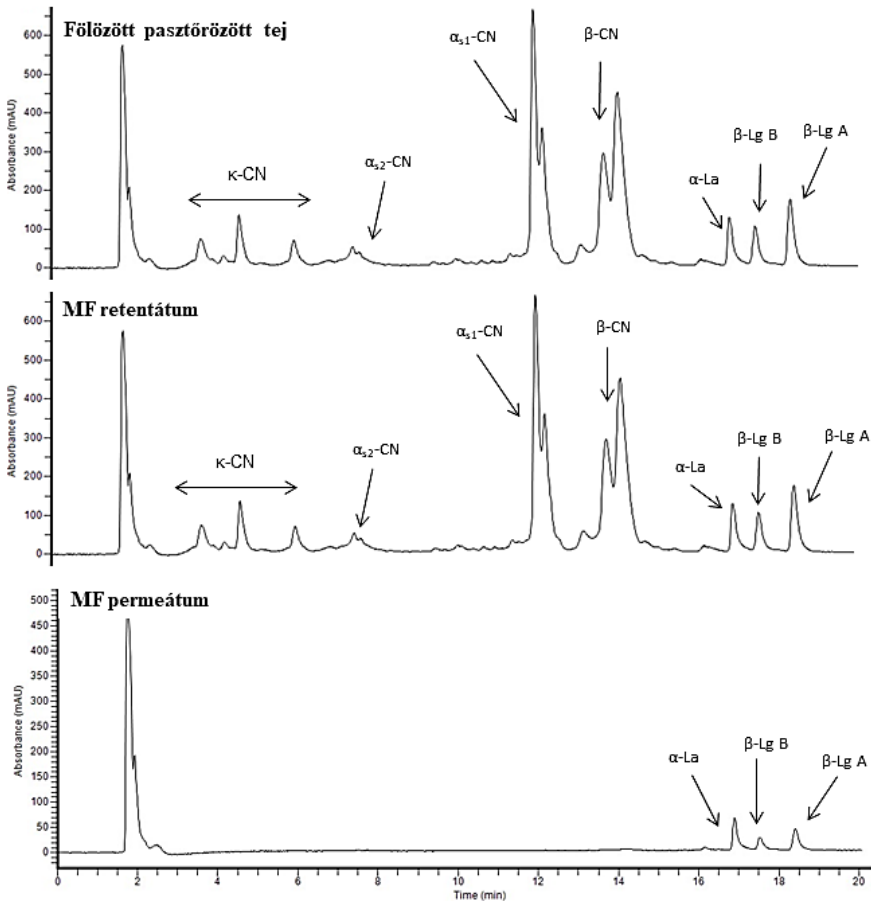 Fölözött pasztőrözött tej
Absorbance (mAU)
600
500
400
300
200
100
0
κ-CN
αs2-CN
αs1-CN
β-CN
α-La
β-Lg B
β-Lg A
MF retentátum
Absorbance (mAU)
600
500
400
300
200
100
0
κ-CN
αs2-CN
αs1-CN
β-CN
α-La
β-Lg B
β-Lg A
MF permeátum
Absorbance (mAU)
500
450
400
350
300
250
200
150
100
50
0
α-La
β-Lg B
β-Lg A
0 2 4 6 8 10 12 14 16 17 18 19 20
Time (min)